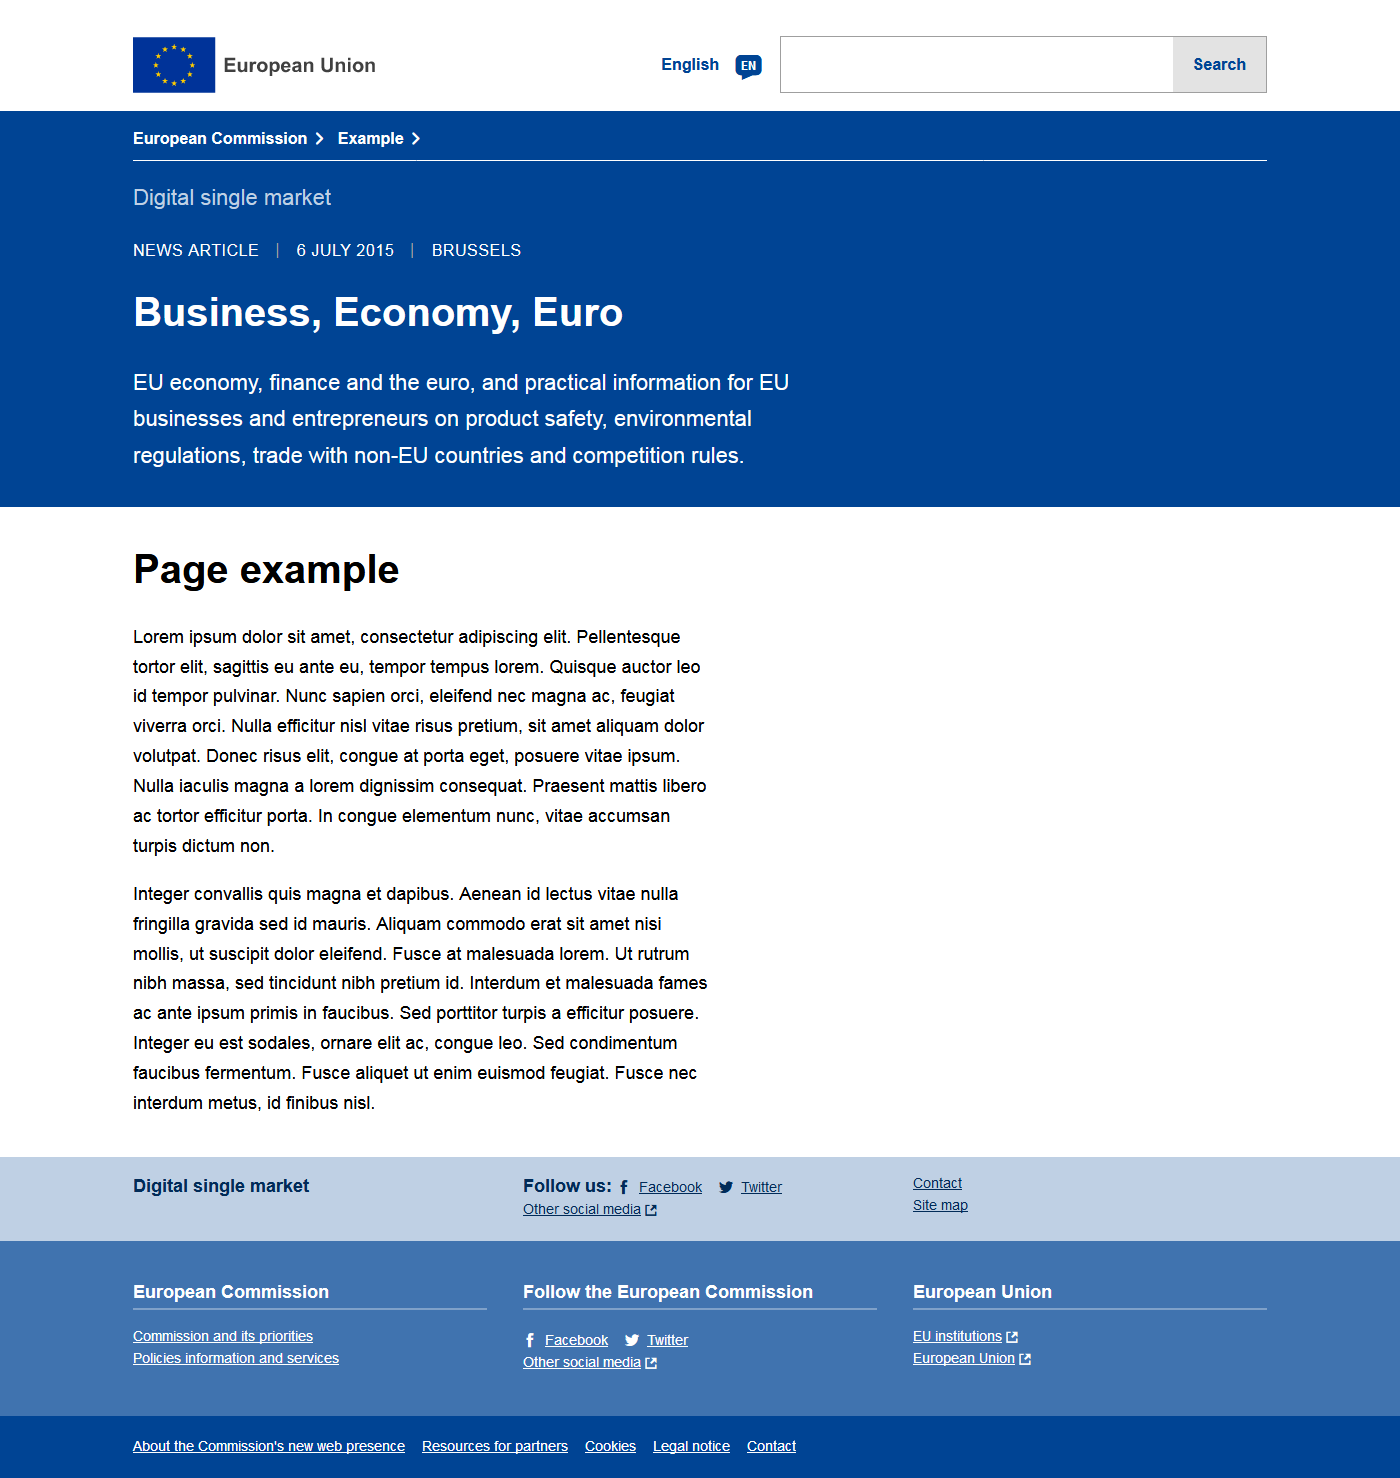 European Union
English EN Search
European Commission Example
Digital single market
NEWS ARTICLE | 6 JULY 2015 | BRUSSELS
Business, Economy, Euro
EU economy, finance and the euro, and practical information for EU
businesses and entrepreneurs on product safety, environmental
regulations, trade with non-EU countries and competition rules.
Page example
Lorem ipsum dolor sit amet, consectetur adipiscing elit. Pellentesque
tortor elit, sagittis eu ante eu, tempor tempus lorem. Quisque auctor leo
id tempor pulvinar. Nunc sapien orci, eleifend nec magna ac, feugiat
viverra orci. Nulla efficitur nisl vitae risus pretium, sit amet aliquam dolor
volutpat. Donec risus elit, congue at porta eget, posuere vitae ipsum.
Nulla iaculis magna a lorem dignissim consequat. Praesent mattis libero
ac tortor efficitur porta. In congue elementum nunc, vitae accumsan
turpis dictum non.
Integer convallis quis magna et dapibus. Aenean id lectus vitae nulla
fringilla gravida sed id mauris. Aliquam commodo erat sit amet nisi
mollis, ut suscipit dolor eleifend. Fusce at malesuada lorem. Ut rutrum
nibh massa, sed tincidunt nibh pretium id. Interdum et malesuada fames
ac ante ipsum primis in faucibus. Sed porttitor turpis a efficitur posuere.
Integer eu est sodales, ornare elit ac, congue leo. Sed condimentum
faucibus fermentum. Fusce aliquet ut enim euismod feugiat. Fusce nec
interdum metus, id finibus nisl.
Digital single market
Follow us: Facebook Twitter
Other social media
Contact
Site map
European Commission
Commission and its priorities
Policies information and services
Follow the European Commission
Facebook Twitter
Other social media
European Union
EU institutions
European Union
About the Commission's new web presence Resources for partners Cookies Legal notice Contact